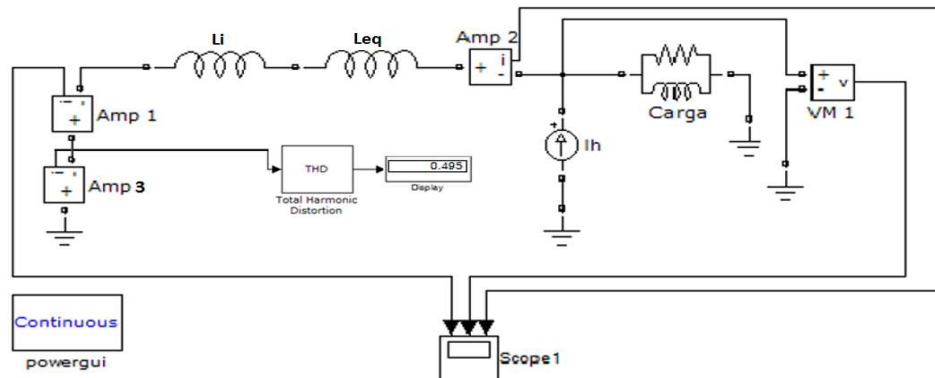 Li
Leq
Amp 2
+ i
-
Amp 1
+
Carga
+ v
-
VM 1
Ih
+
THD
Total Harmonic
Distortion
0.495
Display
Amp 3
+
Continuous
powergui
Scope1